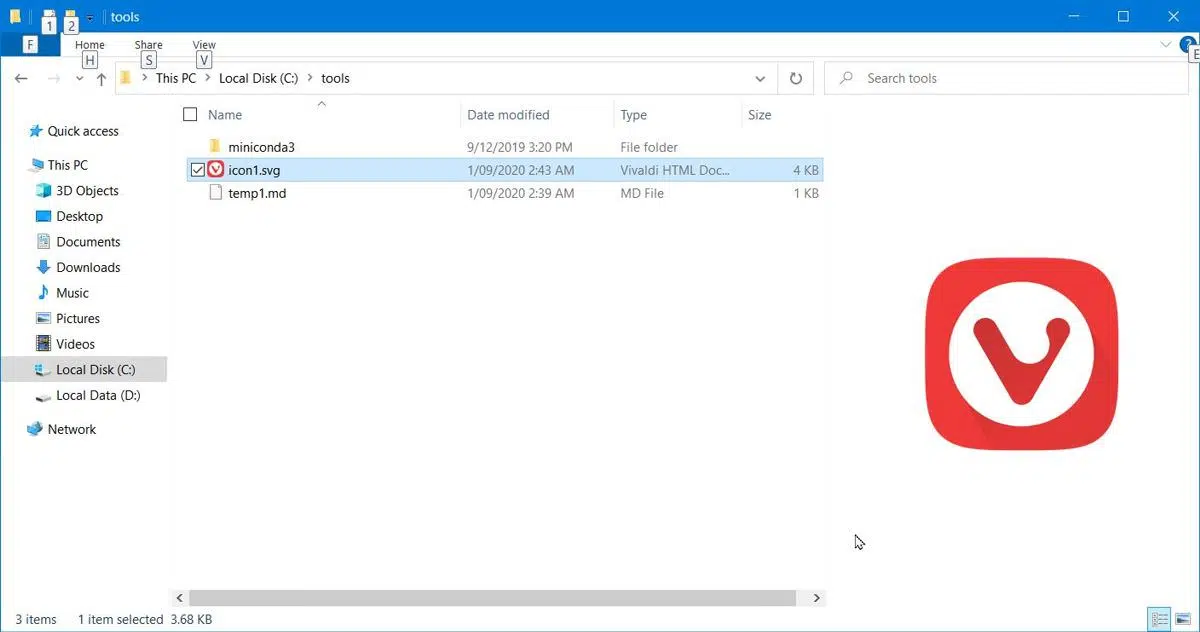 1 2 tools
F Home Share View
H S V E
This PC Local Disk (C:) tools Search tools
Name Date modified Type Size
Quick access
This PC
3D Objects
Desktop
Documents
Downloads
Music
Pictures
Videos
Local Disk (C:)
Local Data (D:)
Network
miniconda3 9/12/2019 3:20 PM File folder
icon1.svg 1/09/2020 2:43 AM Vivaldi HTML Doc... 4 KB
temp1.md 1/09/2020 2:39 AM MD File 1 KB
3 items 1 item selected 3.68 KB